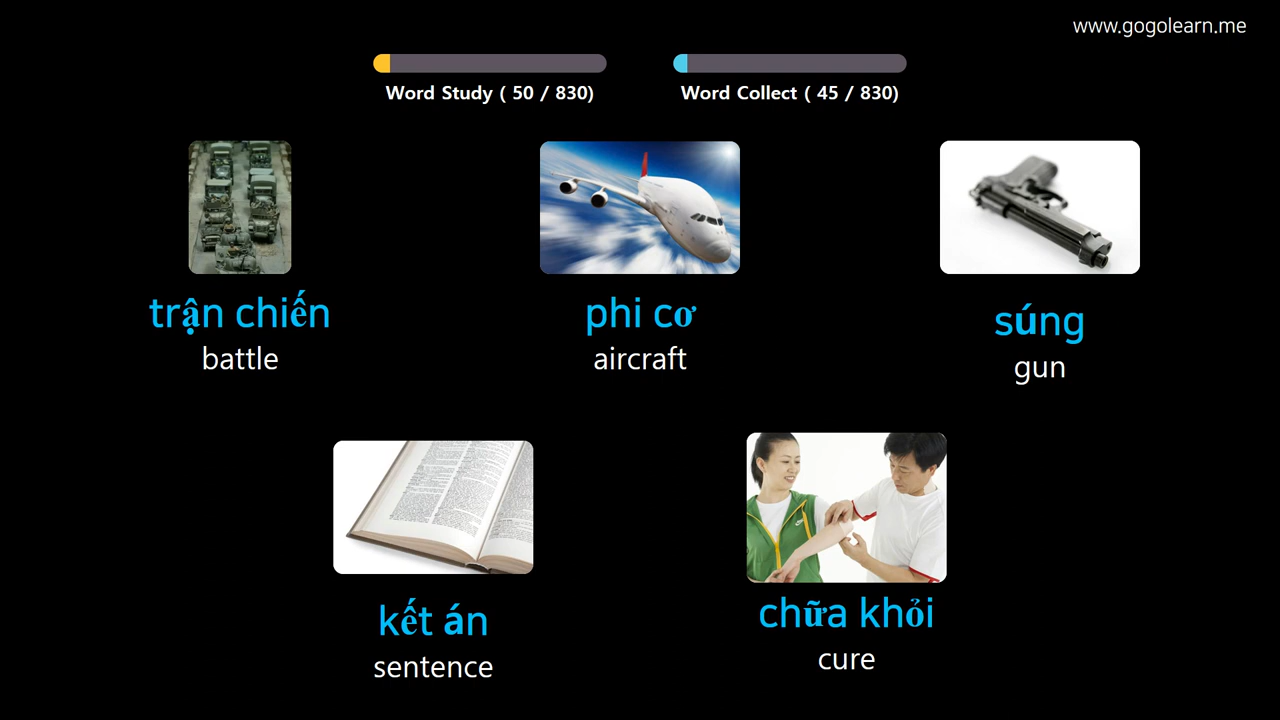 www.gogolearn.me
Word Study ( 50 / 830)
Word Collect ( 45 / 830)
trận chiến
battle
phi cơ
aircraft
súng
gun
kết án
sentence
chữa khỏi
cure